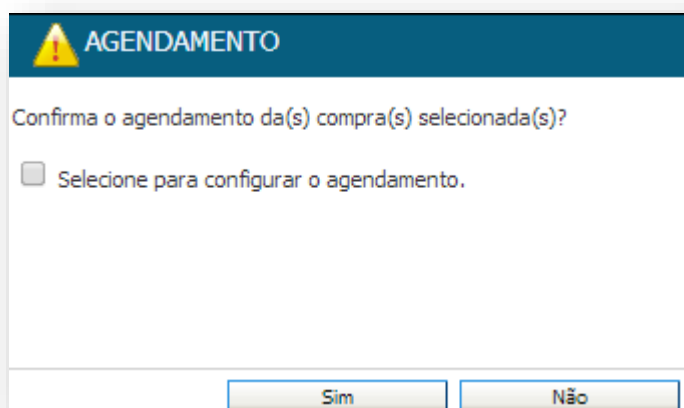 AGENDAMENTO
Confirma o agendamento da(s) compra(s) selecionada(s)?
Selecione para configurar o agendamento.
Sim Não